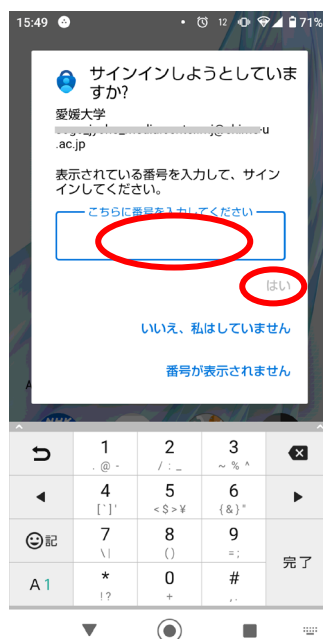 15:49
12
71%
サインインしようとしていま
すか?
愛媛大学
.ac.jp
表示されている番号を入力して、サイン
インしてください。
こちらに番号を入力してください
はい
いいえ、私はしていません
番号が表示されません
1 2 3
. @ - / : _ ~ % ^
4 5 6
[ ` ] ' < $ > ¥ { & } "
7 8 9
記
\ | ( ) = ;
完了
A1 * 0 #
! ? + , .